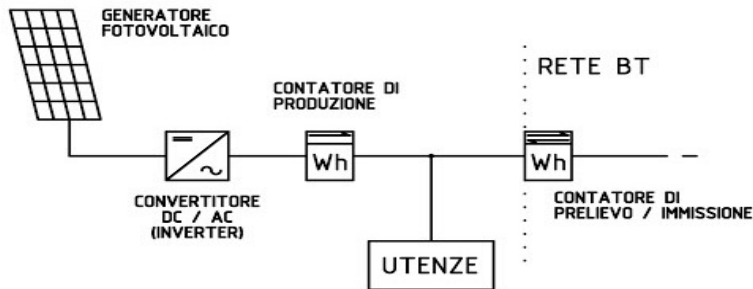 GENERATORE
FOTOVOLTAICO
CONTATORE DI
PRODUZIONE
RETE BT
Wh
Wh
CONVERTITORE
DC / AC
(INVERTER)
CONTATORE DI
PRELIEVO / IMMISSIONE
UTENZE